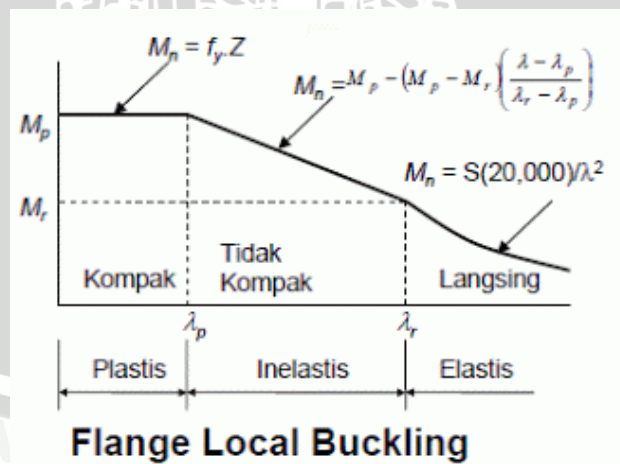 Mn = fy.Z
Mn = Mp − (Mp − Mr)((λ − λp)/(λr − λp))
Mp
Mn = S(20,000)/λ²
Mr
Kompak
Tidak
Kompak
Langsing
λp
λr
Plastis
Inelastis
Elastis
Flange Local Buckling